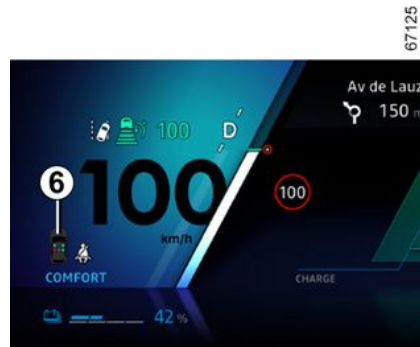 67125
Av de Lauz
150 m
100
D
6
100
km/h
100
COMFORT
CHARGE
42 %